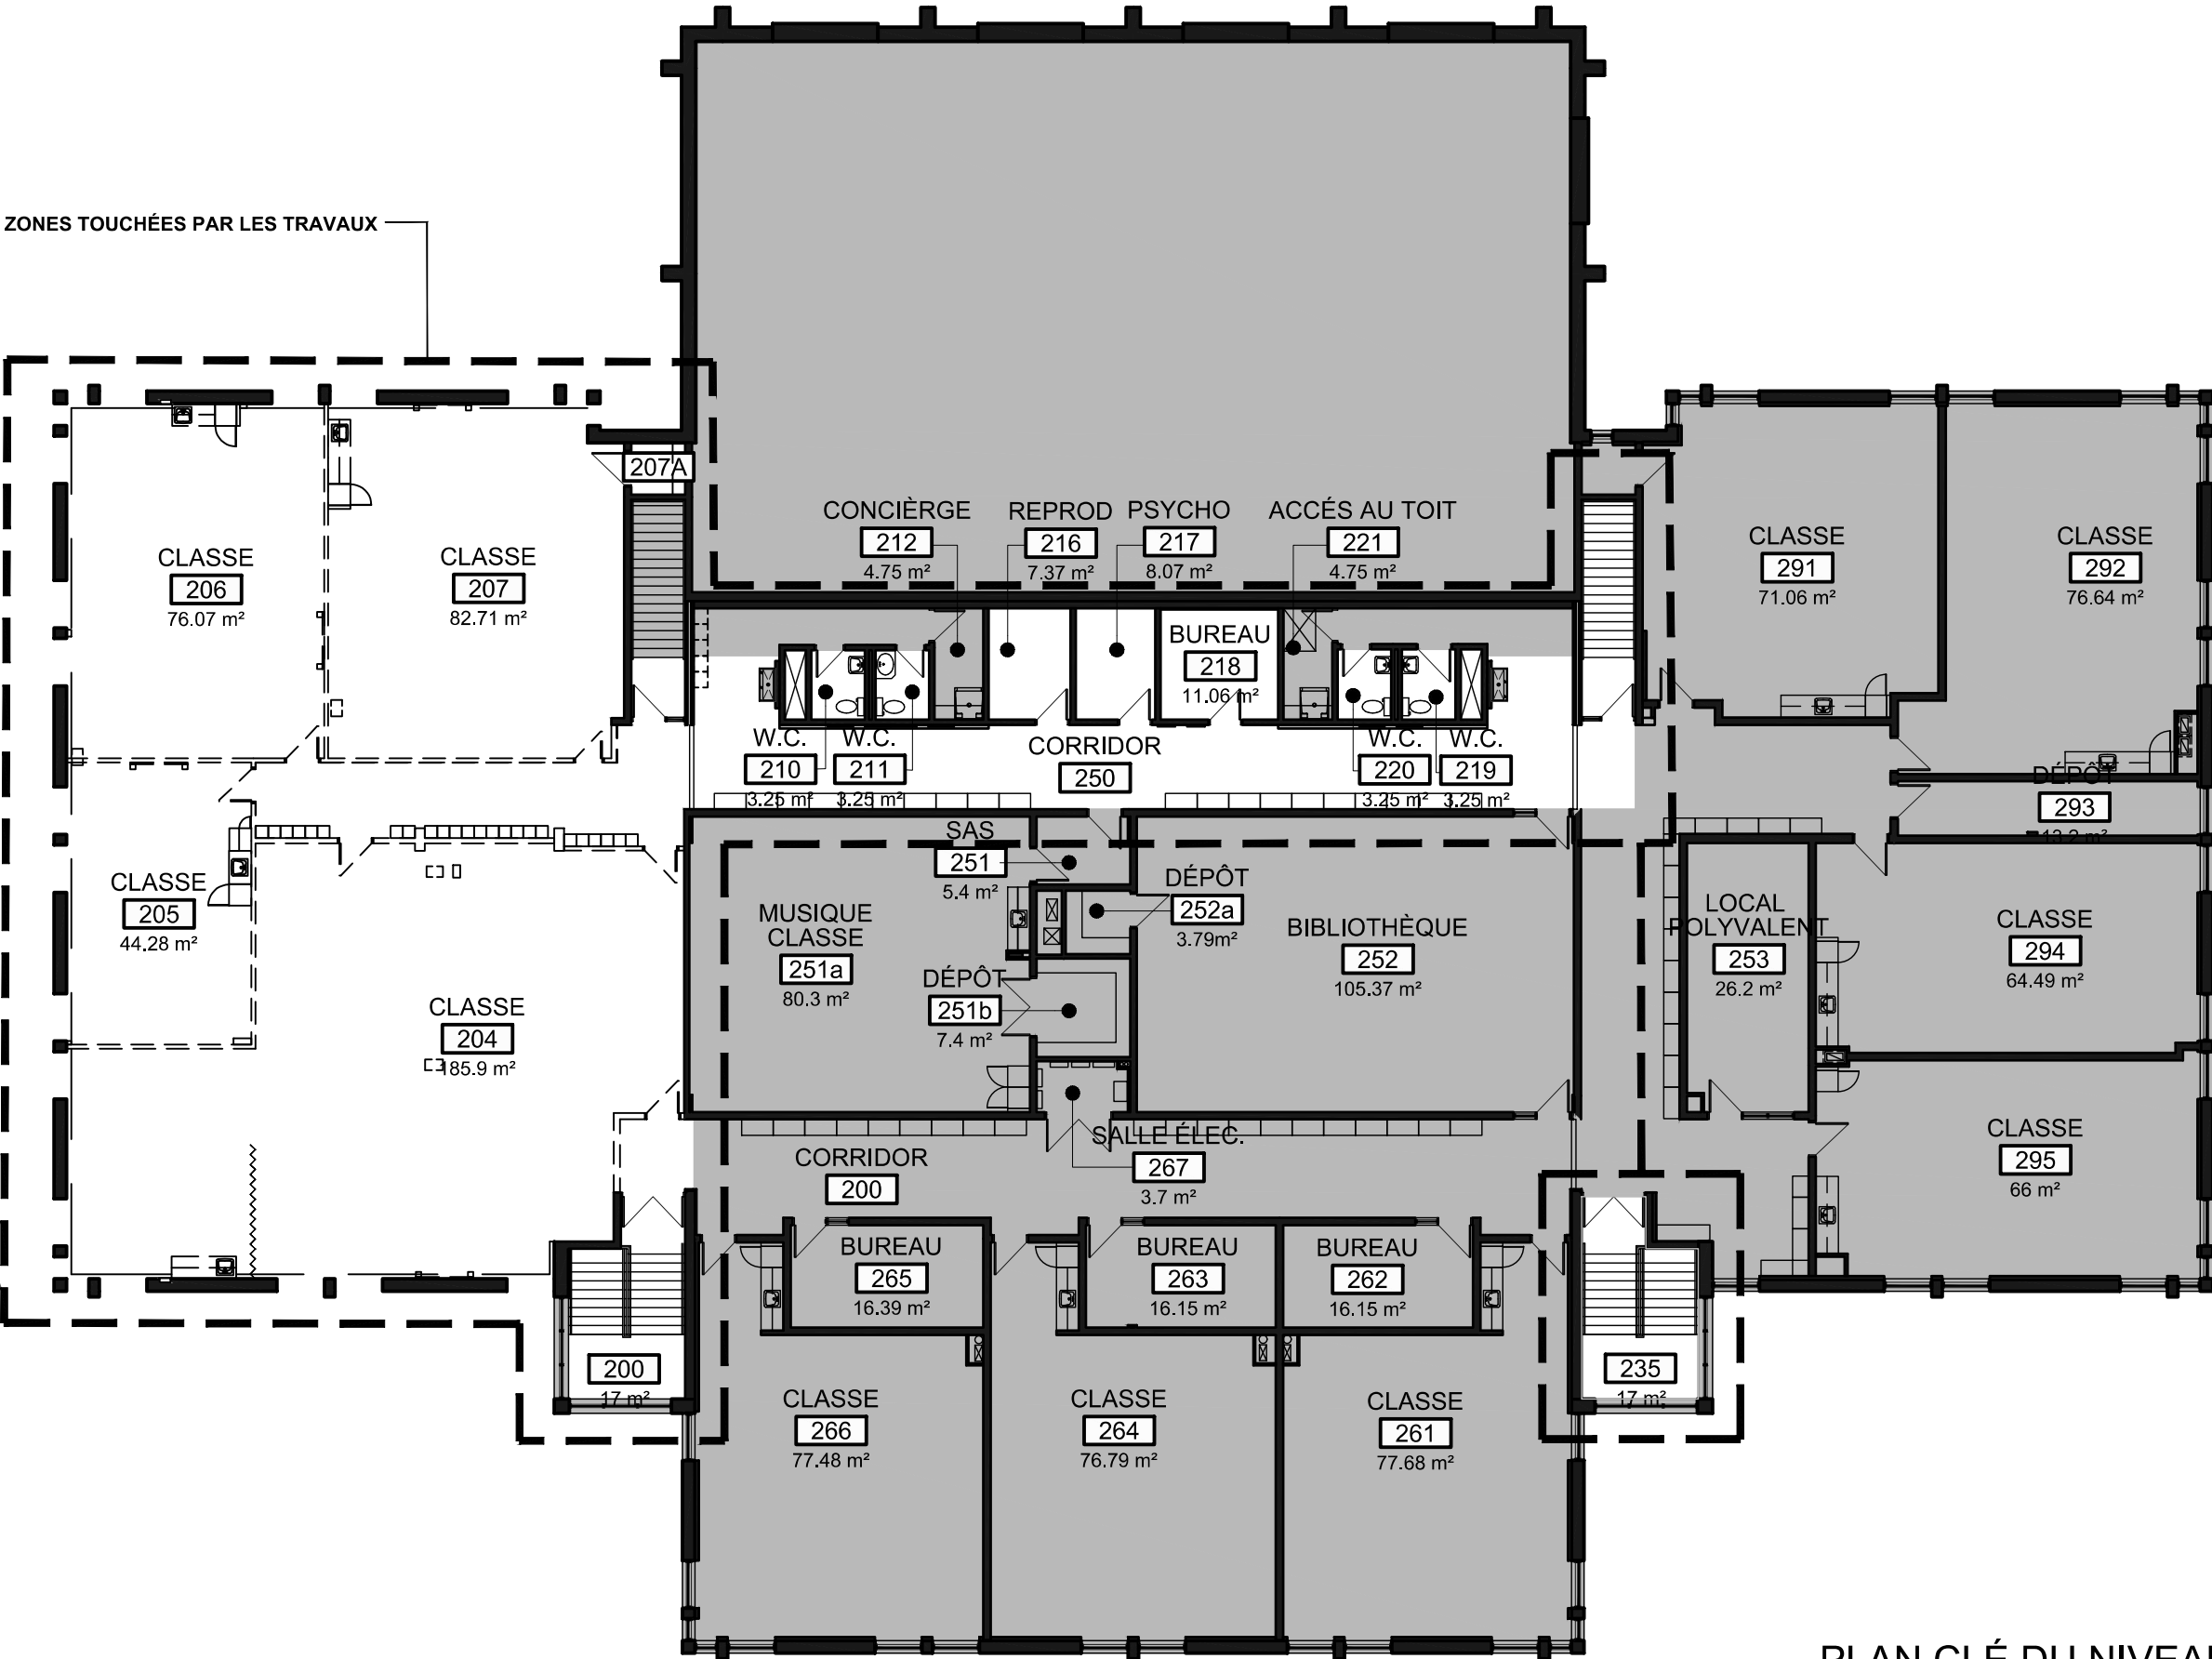 ZONES TOUCHÉES PAR LES TRAVAUX
207A
CONCIÈRGE
212
4.75 m²
REPROD
216
7.37 m²
PSYCHO
217
8.07 m²
ACCÉS AU TOIT
221
4.75 m²
CLASSE
206
76.07 m²
CLASSE
207
82.71 m²
CLASSE
291
71.06 m²
CLASSE
292
76.64 m²
BUREAU
218
11.06 m²
W.C.
210
3.25 m²
W.C.
211
3.25 m²
CORRIDOR
250
W.C.
220
3.25 m²
W.C.
219
3.25 m²
DÉPÔT
293
13.2 m²
SAS
251
5.4 m²
CLASSE
205
44.28 m²
MUSIQUE
CLASSE
251a
80.3 m²
DÉPÔT
252a
3.79m²
BIBLIOTHÈQUE
252
105.37 m²
LOCAL
POLYVALENT
253
26.2 m²
CLASSE
294
64.49 m²
DÉPÔT
251b
7.4 m²
CLASSE
204
185.9 m²
SALLE ÉLEC.
267
3.7 m²
CORRIDOR
200
CLASSE
295
66 m²
BUREAU
265
16.39 m²
BUREAU
263
16.15 m²
BUREAU
262
16.15 m²
200
17 m²
235
17 m²
CLASSE
266
77.48 m²
CLASSE
264
76.79 m²
CLASSE
261
77.68 m²
PLAN CLÉ DU NIVEAU